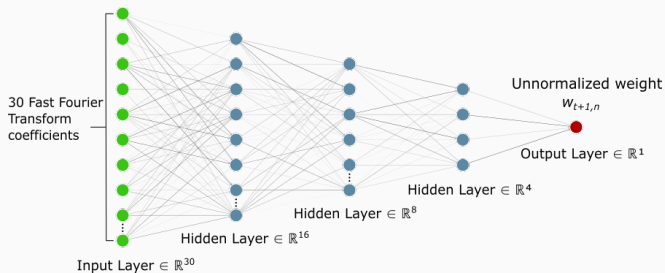 30 Fast Fourier
Transform
coefficients
Unnormalized weight
w_{t+1,n}
Output Layer ∈ ℝ¹
Hidden Layer ∈ ℝ⁴
Hidden Layer ∈ ℝ⁸
Hidden Layer ∈ ℝ¹⁶
Input Layer ∈ ℝ³⁰